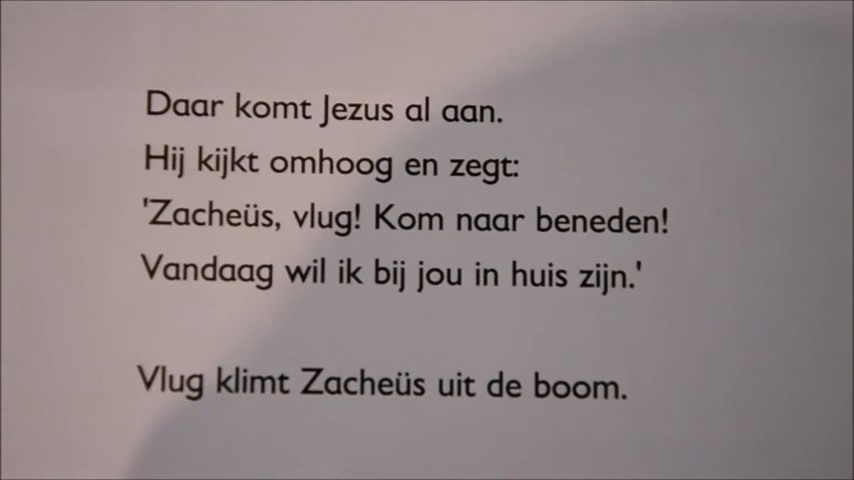 Daar komt Jezus al aan.
Hij kijkt omhoog en zegt:
'Zacheüs, vlug! Kom naar beneden!
Vandaag wil ik bij jou in huis zijn.'
Vlug klimt Zacheüs uit de boom.